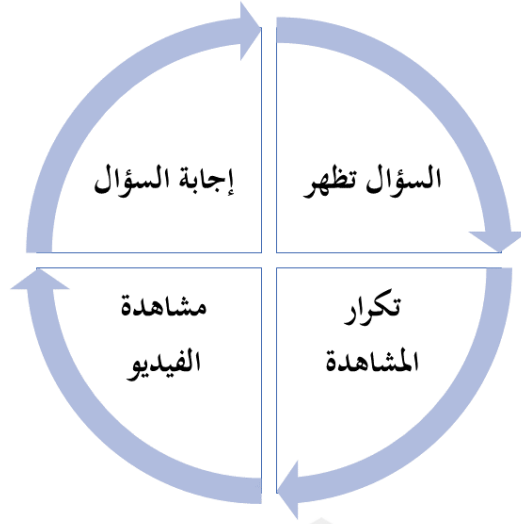 السؤال تظهر
إجابة السؤال
تكرار
المشاهدة
مشاهدة
الفيديو